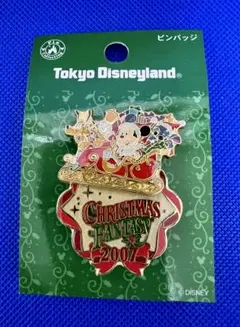 ピンバッジ
Tokyo Disneyland®
CHRISTMAS
FANTASY
2007
©DISNEY